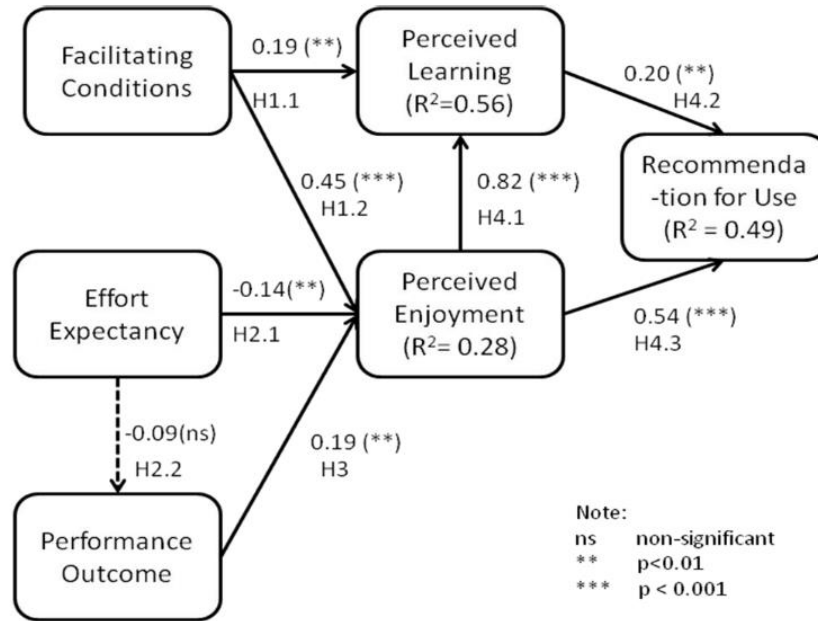 Facilitating
Conditions
0.19 (**)
H1.1
Perceived
Learning
(R²=0.56)
0.20 (**)
H4.2
0.45 (***)
H1.2
0.82 (***)
H4.1
Recommenda
-tion for Use
(R² = 0.49)
Effort
Expectancy
-0.14(**)
H2.1
Perceived
Enjoyment
(R²= 0.28)
0.54 (***)
H4.3
-0.09(ns)
H2.2
0.19 (**)
H3
Performance
Outcome
Note:
ns non-significant
** p<0.01
*** p < 0.001